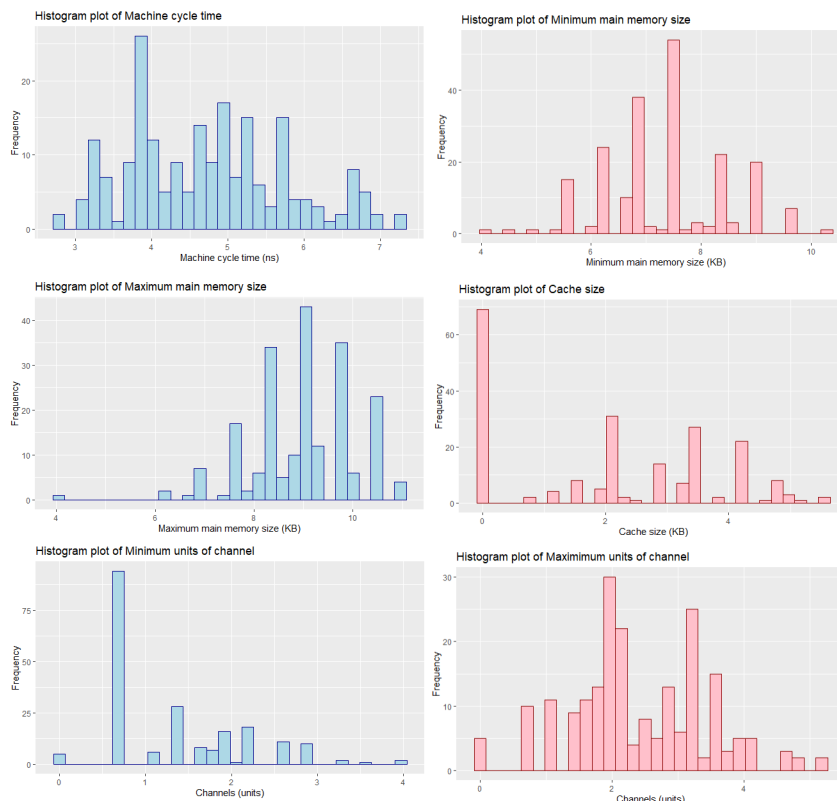 Histogram plot of Machine cycle time
20-
10-
0-
Frequency
3
4
5
6
7
Machine cycle time (ns)
Histogram plot of Minimum main memory size
40-
20-
0-
Frequency
4
6
8
10
Minimum main memory size (KB)
Histogram plot of Maximum main memory size
40-
30-
20-
10-
0-
Frequency
4
6
8
10
Maximum main memory size (KB)
Histogram plot of Cache size
60-
40-
20-
0-
Frequency
0
2
4
Cache size (KB)
Histogram plot of Minimum units of channel
75-
50-
25-
0-
Frequency
0
1
2
3
4
Channels (units)
Histogram plot of Maximimum units of channel
30-
20-
10-
0-
Frequency
0
2
4
Channels (units)